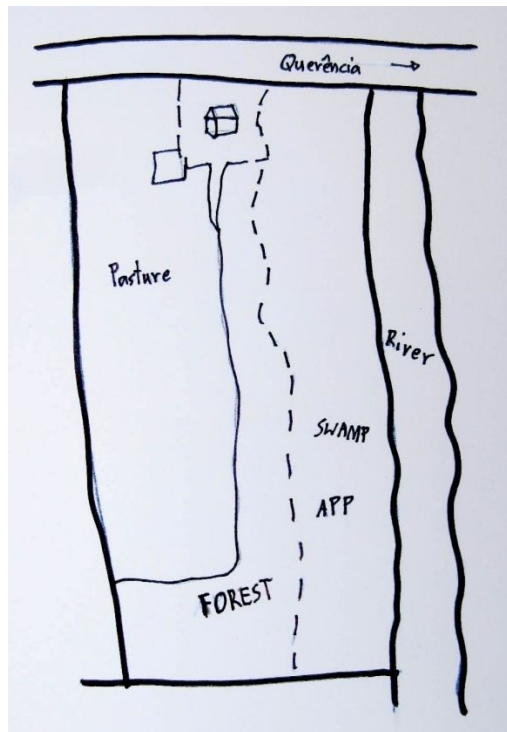 Querência →
Pasture
River
SWAMP
APP
FOREST